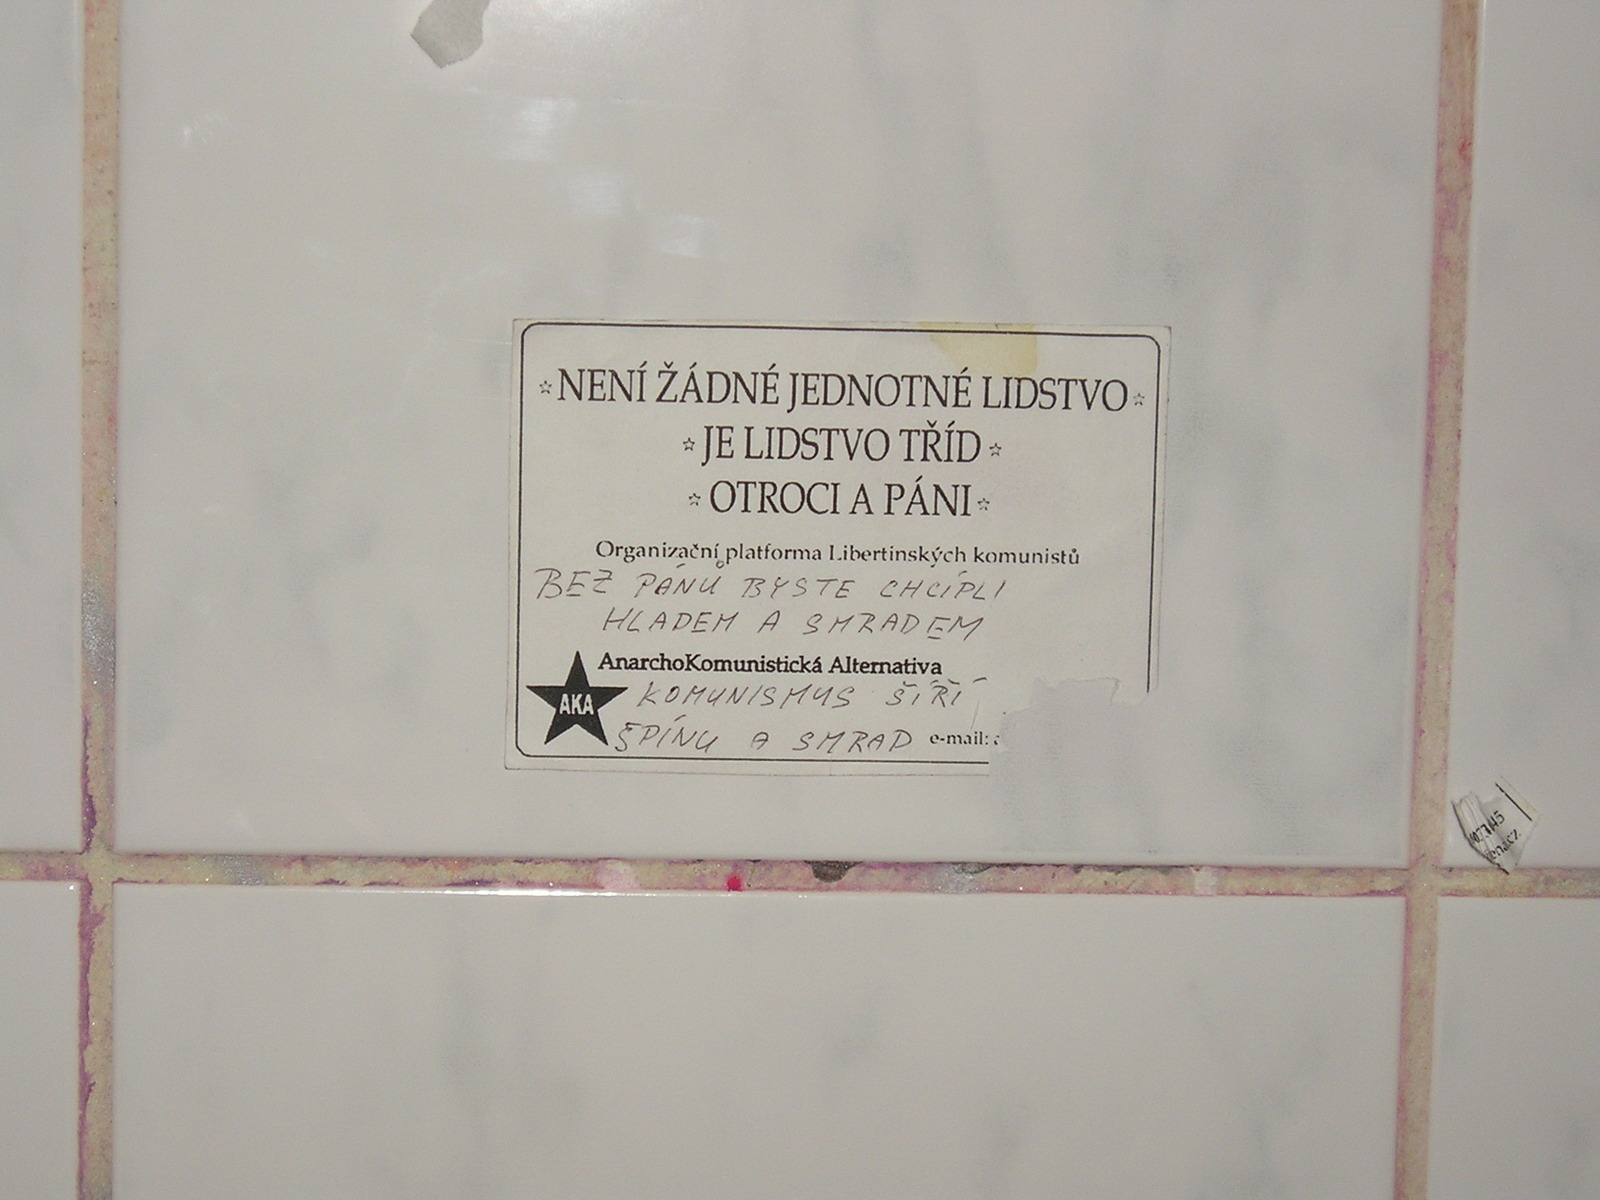 ☆ NENÍ ŽÁDNÉ JEDNOTNÉ LIDSTVO ☆
☆ JE LIDSTVO TŘÍD ☆
☆ OTROCI A PÁNI ☆
Organizační platforma Libertinských komunistů
BEZ PÁNŮ BYSTE CHCÍPLI
HLADEM A SMRADEM
AnarchoKomunistická Alternativa
AKA
KOMUNISMUS ŠÍŘÍ
ŠPÍNU A SMRAD e-mail: